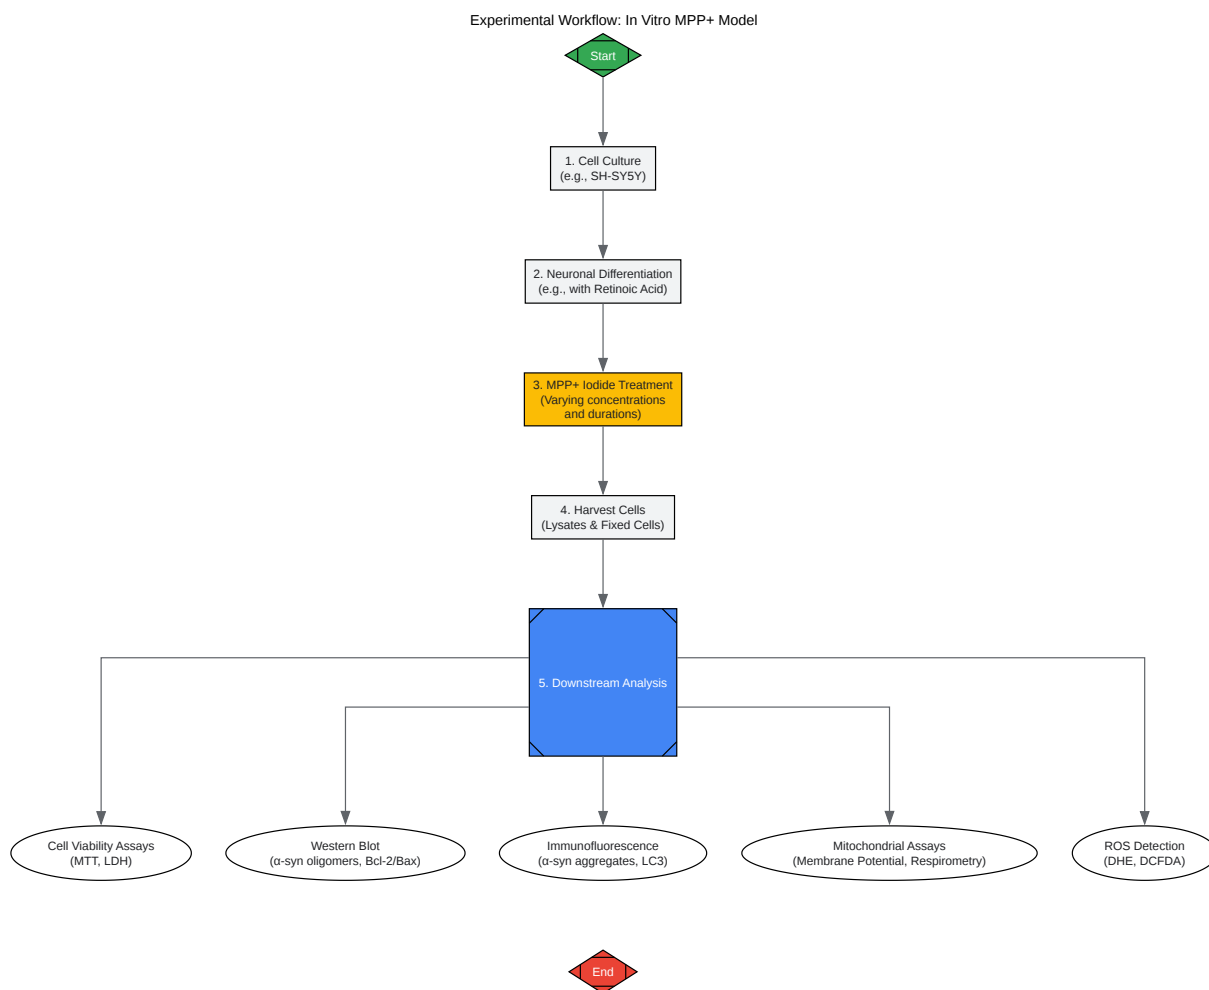 Experimental Workflow: In Vitro MPP+ Model
Start
1. Cell Culture
(e.g., SH-SY5Y)
2. Neuronal Differentiation
(e.g., with Retinoic Acid)
3. MPP+ Iodide Treatment
(Varying concentrations
and durations)
4. Harvest Cells
(Lysates & Fixed Cells)
5. Downstream Analysis
Cell Viability Assays
(MTT, LDH)
Western Blot
(α-syn oligomers, Bcl-2/Bax)
Immunofluorescence
(α-syn aggregates, LC3)
Mitochondrial Assays
(Membrane Potential, Respirometry)
ROS Detection
(DHE, DCFDA)
End